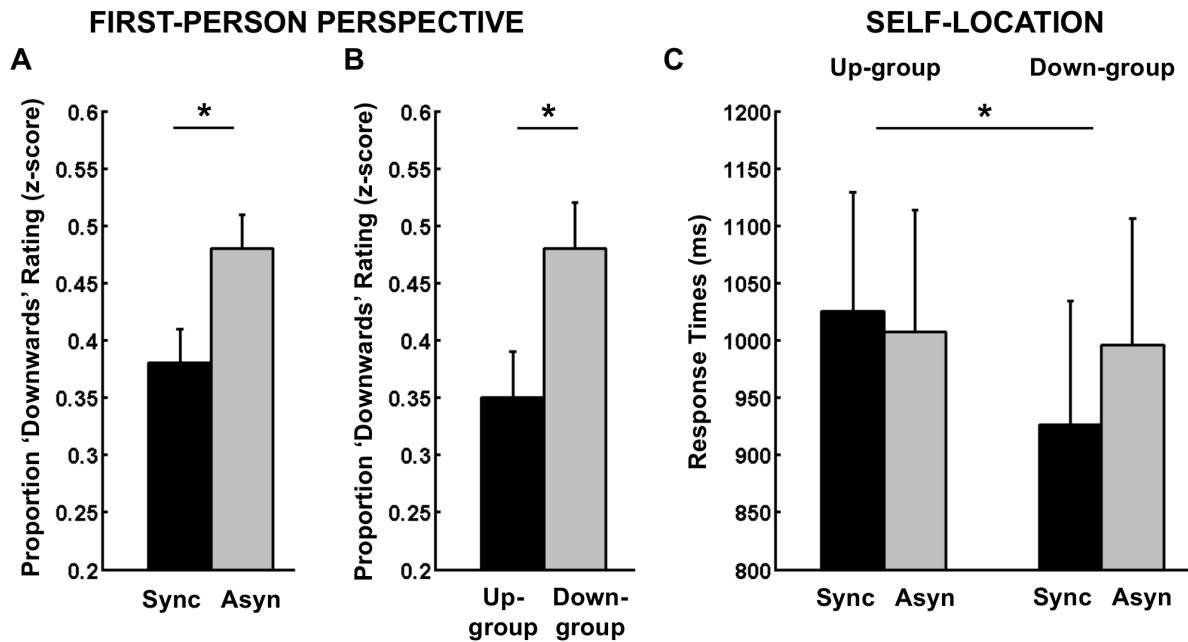 FIRST-PERSON PERSPECTIVE
SELF-LOCATION
A
B
C
Up-group
Down-group
Proportion ‘Downwards’ Rating (z-score)
0.6
0.55
0.5
0.45
0.4
0.35
0.3
0.25
0.2
*
Sync
Asyn
Proportion ‘Downwards’ Rating (z-score)
0.6
0.55
0.5
0.45
0.4
0.35
0.3
0.25
0.2
*
Up-
group
Down-
group
Response Times (ms)
1200
1150
1100
1050
1000
950
900
850
800
*
Sync
Asyn
Sync
Asyn